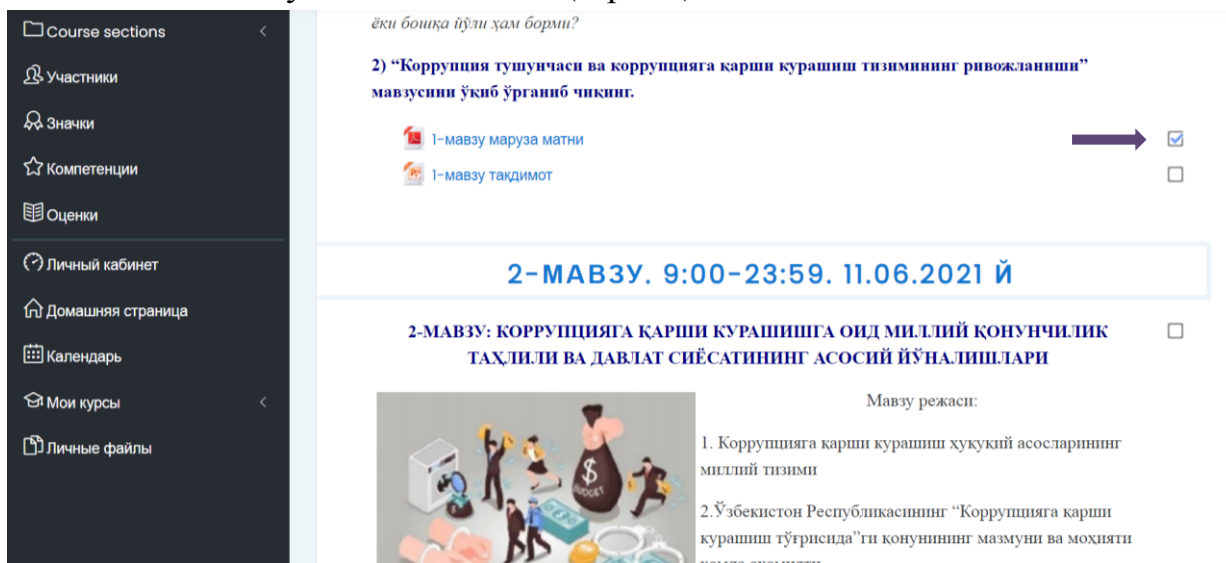 Course sections
Участники
Значки
Компетенции
Оценки
Личный кабинет
Домашняя страница
Календарь
Мои курсы
Личные файлы
ёки бошқа йўли ҳам борми?
2) “Коррупция тушунчаси ва коррупцияга қарши курашиш тизимининг ривожланиши”
мавзусини ўқиб ўрганиб чиқинг.
1-мавзу маруза матни
1-мавзу тақдимот
2-МАВЗУ. 9:00-23:59. 11.06.2021 Й
2-МАВЗУ: КОРРУПЦИЯГА ҚАРШИ КУРАШИШГА ОИД МИЛЛИЙ ҚОНУНЧИЛИК
ТАҲЛИЛИ ВА ДАВЛАТ СИЁСАТИНИНГ АСОСИЙ ЙЎНАЛИШЛАРИ
$
BUDGET
Мавзу режаси:
1. Коррупцияга қарши курашиш ҳуқуқий асосларининг
миллий тизими
2.Ўзбекистон Республикасининг “Коррупцияга қарши
курашиш тўғрисида”ги қонунининг мазмуни ва моҳияти